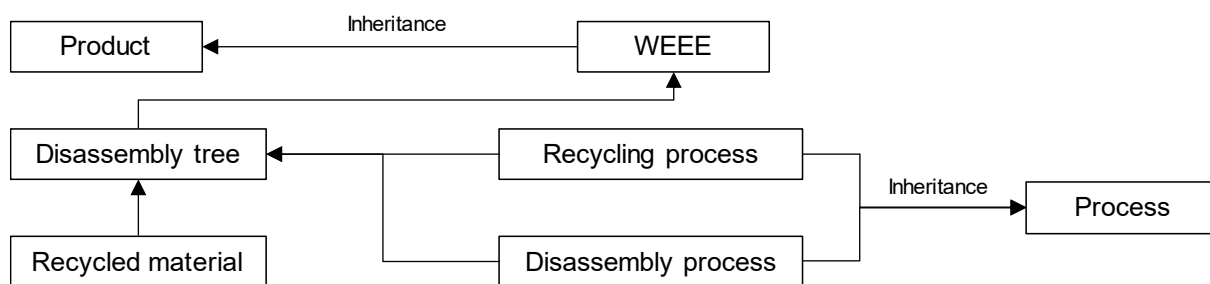 Inheritance
Product
WEEE
Disassembly tree
Recycling process
Inheritance
Process
Recycled material
Disassembly process